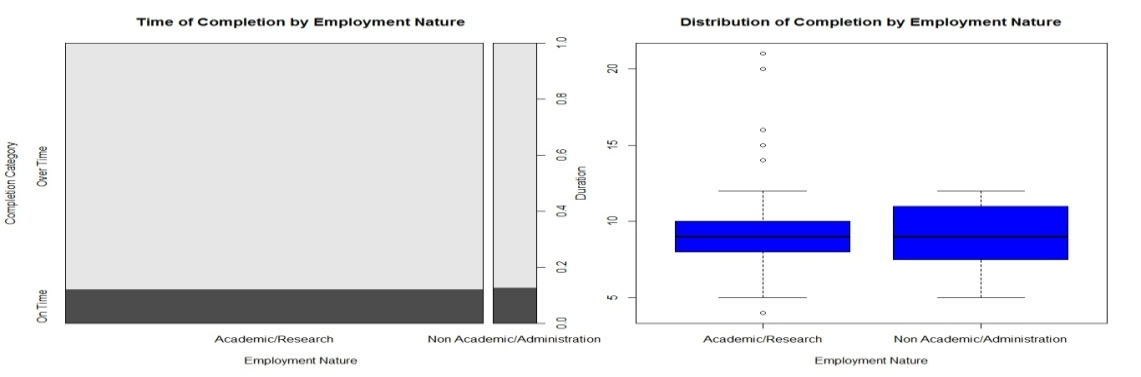 Time of Completion by Employment Nature
Completion Category
Over Time
On Time
1.0
0.8
0.6
0.4
0.2
0.0
Academic/Research
Non Academic/Administration
Employment Nature
Distribution of Completion by Employment Nature
Duration
20
15
10
5
Academic/Research
Non Academic/Administration
Employment Nature